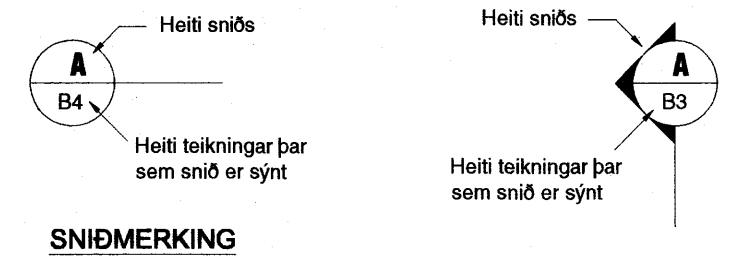 Heiti sniðs
A
B4
Heiti teikningar þar
sem snið er sýnt
Heiti sniðs
A
B3
Heiti teikningar þar
sem snið er sýnt
SNIÐMERKING